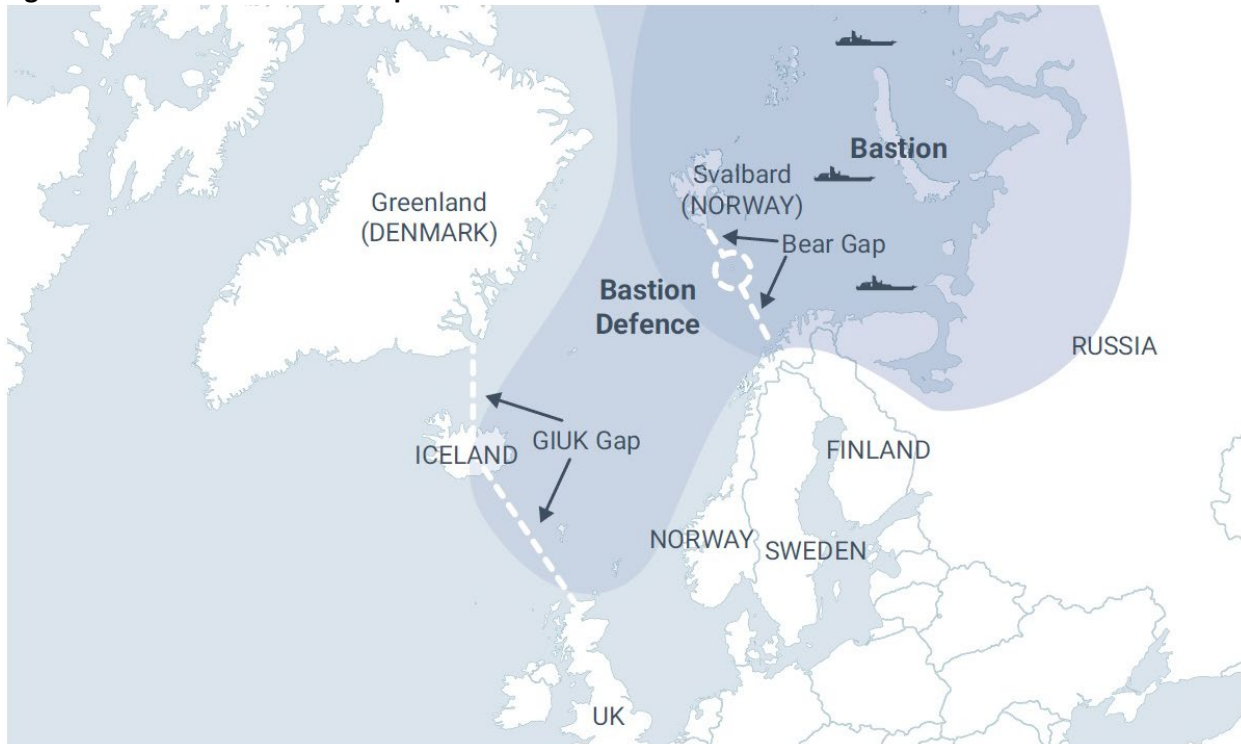 Bastion
Svalbard
(NORWAY)
Greenland
(DENMARK)
Bear Gap
Bastion
Defence
RUSSIA
GIUK Gap
ICELAND
FINLAND
NORWAY
SWEDEN
UK